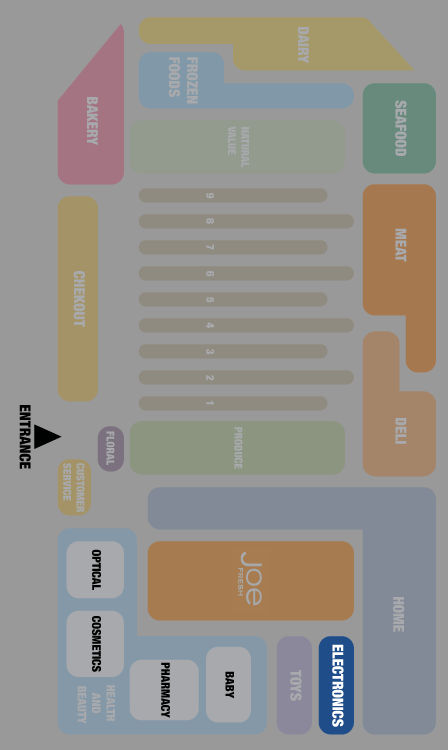 DAIRY
FROZEN
FOODS
BAKERY
NATURAL
VALUE
SEAFOOD
9
8
7
6
5
4
3
2
1
MEAT
CHEKOUT
DELI
ENTRANCE
FLORAL
PRODUCE
CUSTOMER
SERVICE
OPTICAL
JOE
FRESH
HOME
COSMETICS
HEALTH
AND
BEAUTY
PHARMACY
BABY
TOYS
ELECTRONICS